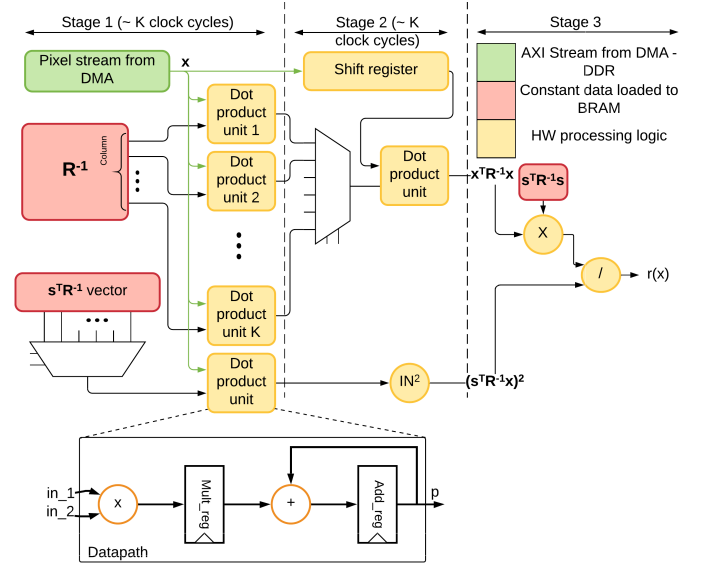 Stage 1 (~ K clock cycles)
Stage 2 (~ K
clock cycles)
Stage 3
Pixel stream from
DMA
x
Shift register
AXI Stream from DMA -
DDR
Constant data loaded to
BRAM
HW processing logic
Dot
product
unit 1
R⁻¹
Column
Dot
product
unit 2
Dot
product
unit
xᵀR⁻¹x
sᵀR⁻¹s
X
/
r(x)
sᵀR⁻¹ vector
Dot
product
unit K
Dot
product
unit
IN²
(sᵀR⁻¹x)²
in_1
in_2
x
Mult_reg
+
Add_reg
p
Datapath